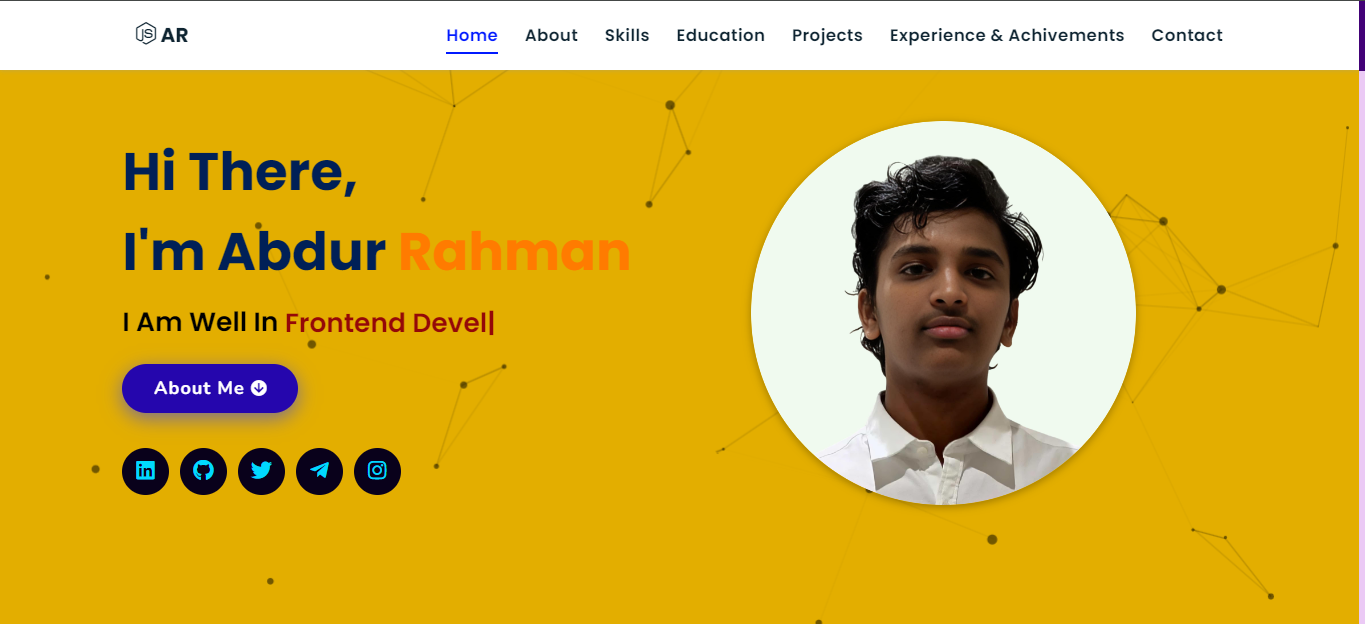 JS AR
Home About Skills Education Projects Experience & Achivements Contact
Hi There,
I'm Abdur Rahman
I Am Well In Frontend Devel|
About Me
in